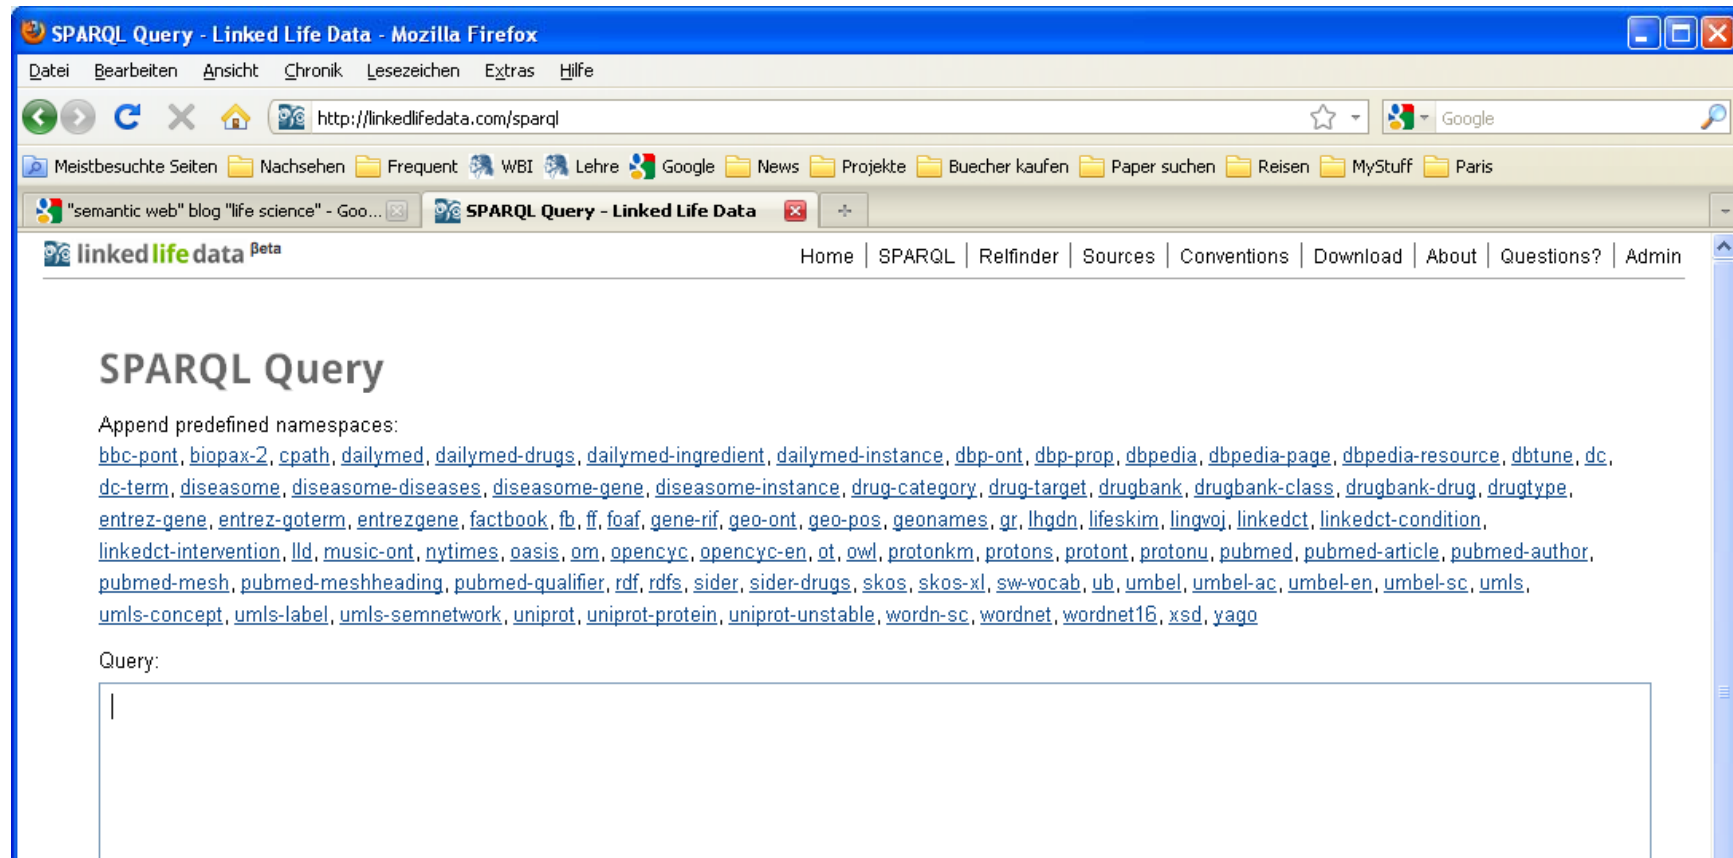 SPARQL Query - Linked Life Data - Mozilla Firefox
Datei Bearbeiten Ansicht Chronik Lesezeichen Extras Hilfe
http://linkedlifedata.com/sparql Google
Meistbesuchte Seiten Nachsehen Frequent WBI Lehre Google News Projekte Buecher kaufen Paper suchen Reisen MyStuff Paris
"semantic web" blog "life science" - Goo... SPARQL Query - Linked Life Data
linked life data βeta Home | SPARQL | Relfinder | Sources | Conventions | Download | About | Questions? | Admin
SPARQL Query
Append predefined namespaces:
bbc-pont, biopax-2, cpath, dailymed, dailymed-drugs, dailymed-ingredient, dailymed-instance, dbp-ont, dbp-prop, dbpedia, dbpedia-page, dbpedia-resource, dbtune, dc,
dc-term, diseasome, diseasome-diseases, diseasome-gene, diseasome-instance, drug-category, drug-target, drugbank, drugbank-class, drugbank-drug, drugtype,
entrez-gene, entrez-goterm, entrezgene, factbook, fb, ff, foaf, gene-rif, geo-ont, geo-pos, geonames, gr, lhgdn, lifeskim, lingvoj, linkedct, linkedct-condition,
linkedct-intervention, lld, music-ont, nytimes, oasis, om, opencyc, opencyc-en, ot, owl, protonkm, protons, protont, protonu, pubmed, pubmed-article, pubmed-author,
pubmed-mesh, pubmed-meshheading, pubmed-qualifier, rdf, rdfs, sider, sider-drugs, skos, skos-xl, sw-vocab, ub, umbel, umbel-ac, umbel-en, umbel-sc, umls,
umls-concept, umls-label, umls-semnetwork, uniprot, uniprot-protein, uniprot-unstable, wordn-sc, wordnet, wordnet16, xsd, yago
Query: